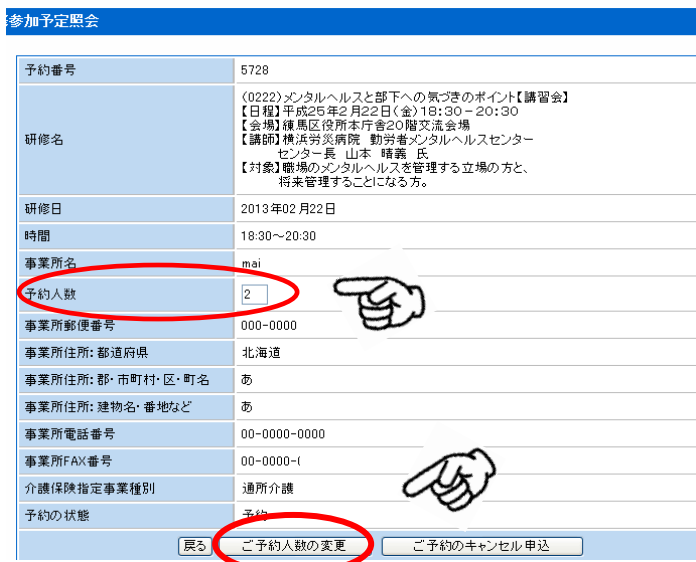 参加予定照会
予約番号 5728
研修名 (0222)メンタルヘルスと部下への気づきのポイント【講習会】
【日程】平成25年2月22日(金)18:30-20:30
【会場】練馬区役所本庁舎20階交流会場
【講師】横浜労災病院 勤労者メンタルヘルスセンター
センター長 山本 晴義 氏
【対象】職場のメンタルヘルスを管理する立場の方と、
将来管理することになる方。
研修日 2013年02月22日
時間 18:30～20:30
事業所名 mai
予約人数 2
事業所郵便番号 000-0000
事業所住所:都道府県 北海道
事業所住所:郡・市町村・区・町名 あ
事業所住所:建物名・番地など あ
事業所電話番号 00-0000-0000
事業所FAX番号 00-0000-(
介護保険指定事業種別 通所介護
予約の状態 予約
戻る ご予約人数の変更 ご予約のキャンセル申込